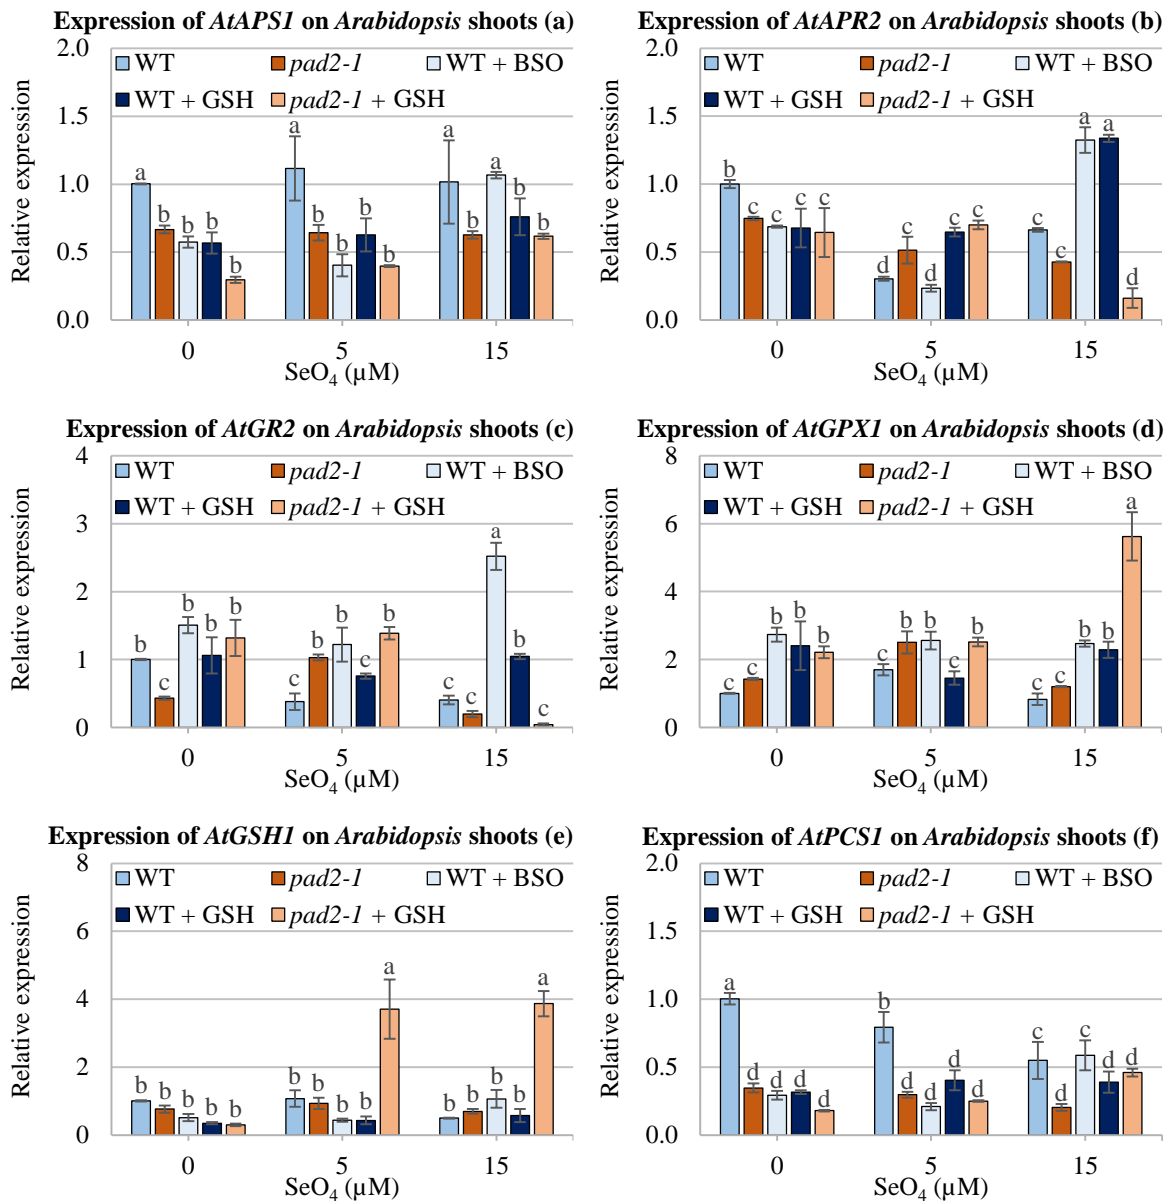 Expression of AtAPS1 on Arabidopsis shoots (a)
2.0
WT
pad2-1
WT + BSO
WT + GSH
pad2-1 + GSH
1.5
1.0
0.5
0.0
Relative expression
a b b b b
a b b b b
a b a b b
0 5 15
SeO4 (µM)
Expression of AtAPR2 on Arabidopsis shoots (b)
2.0
WT
pad2-1
WT + BSO
WT + GSH
pad2-1 + GSH
1.5
1.0
0.5
0.0
Relative expression
b c c c c
d c d c c
c c a a d
0 5 15
SeO4 (µM)
Expression of AtGR2 on Arabidopsis shoots (c)
4
WT
pad2-1
WT + BSO
WT + GSH
pad2-1 + GSH
3
2
1
0
Relative expression
b c b b b
c b b c b
c c a b c
0 5 15
SeO4 (µM)
Expression of AtGPX1 on Arabidopsis shoots (d)
8
WT
pad2-1
WT + BSO
WT + GSH
pad2-1 + GSH
6
4
2
0
Relative expression
c c b b b
c b b c b
c c b b a
0 5 15
SeO4 (µM)
Expression of AtGSH1 on Arabidopsis shoots (e)
8
WT
pad2-1
WT + BSO
WT + GSH
pad2-1 + GSH
6
4
2
0
Relative expression
b b b b b
b b b b a
b b b b a
0 5 15
SeO4 (µM)
Expression of AtPCS1 on Arabidopsis shoots (f)
2.0
WT
pad2-1
WT + BSO
WT + GSH
pad2-1 + GSH
1.5
1.0
0.5
0.0
Relative expression
a d d d d
b d d d d
c d c d d
0 5 15
SeO4 (µM)